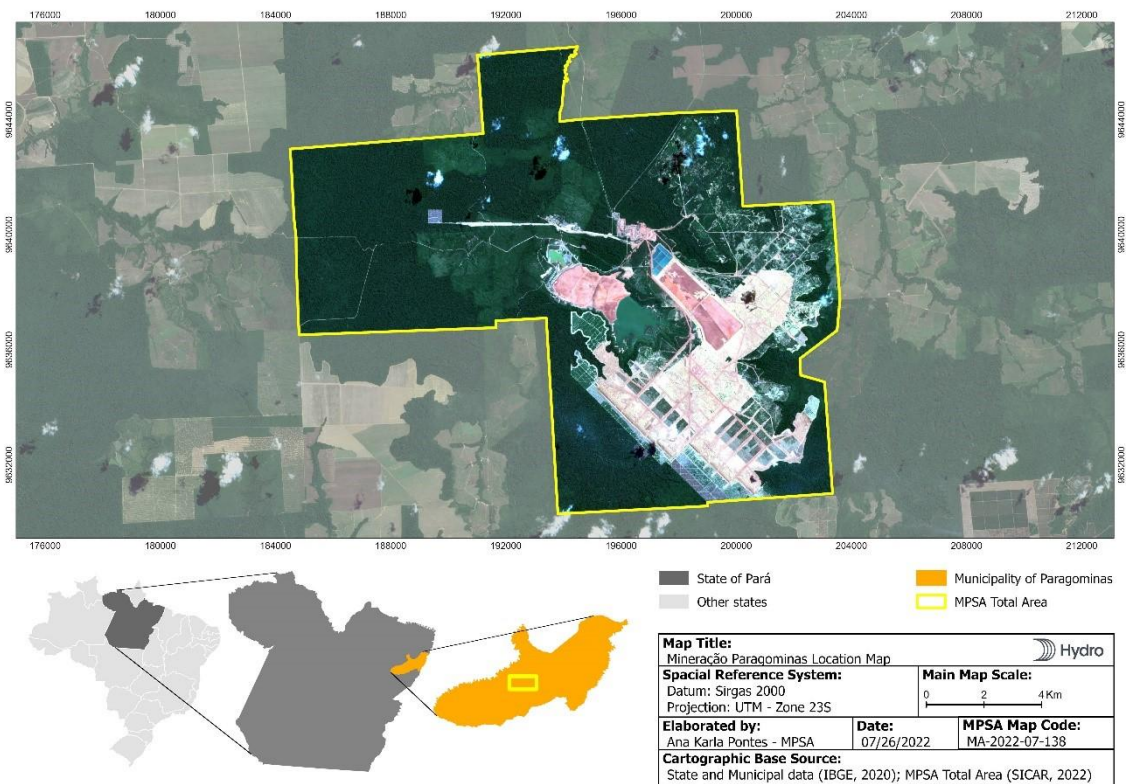 176000 180000 184000 188000 192000 196000 200000 204000 208000 212000
9644000 9644000
9640000 9640000
9636000 9636000
9632000 9632000
176000 180000 184000 188000 192000 196000 200000 204000 208000 212000
State of Pará
Other states
Municipality of Paragominas
MPSA Total Area
Map Title:
Mineração Paragominas Location Map
Hydro
Spacial Reference System:
Datum: Sirgas 2000
Projection: UTM - Zone 23S
Main Map Scale:
0 2 4 Km
Elaborated by:
Ana Karla Pontes - MPSA
Date:
07/26/2022
MPSA Map Code:
MA-2022-07-138
Cartographic Base Source:
State and Municipal data (IBGE, 2020); MPSA Total Area (SICAR, 2022)